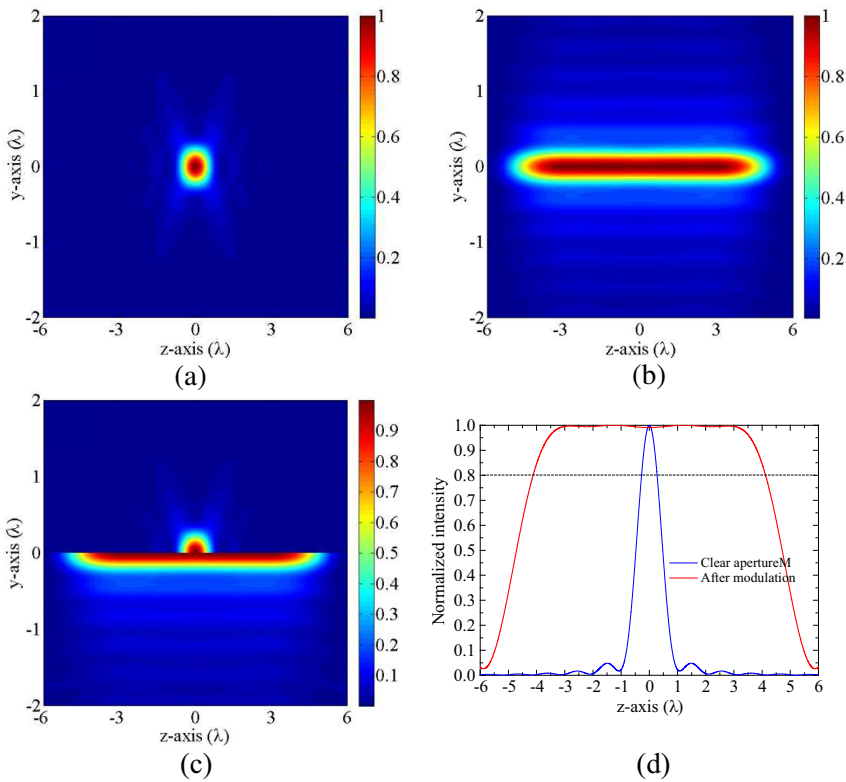 2
1
0
-1
-2
y-axis (λ)
-6 -3 0 3 6
z-axis (λ)
1
0.8
0.6
0.4
0.2
(a)
2
1
0
-1
-2
y-axis (λ)
-6 -3 0 3 6
z-axis (λ)
1
0.8
0.6
0.4
0.2
(b)
2
1
0
-1
-2
y-axis (λ)
-6 0 6
z-axis (λ)
0.9
0.8
0.7
0.6
0.5
0.4
0.3
0.2
0.1
(c)
1.0
0.9
0.8
0.7
0.6
0.5
0.4
0.3
0.2
0.1
0.0
Normalized intensity
Clear apertureM
After modulation
-6 -5 -4 -3 -2 -1 0 1 2 3 4 5 6
z-axis (λ)
(d)